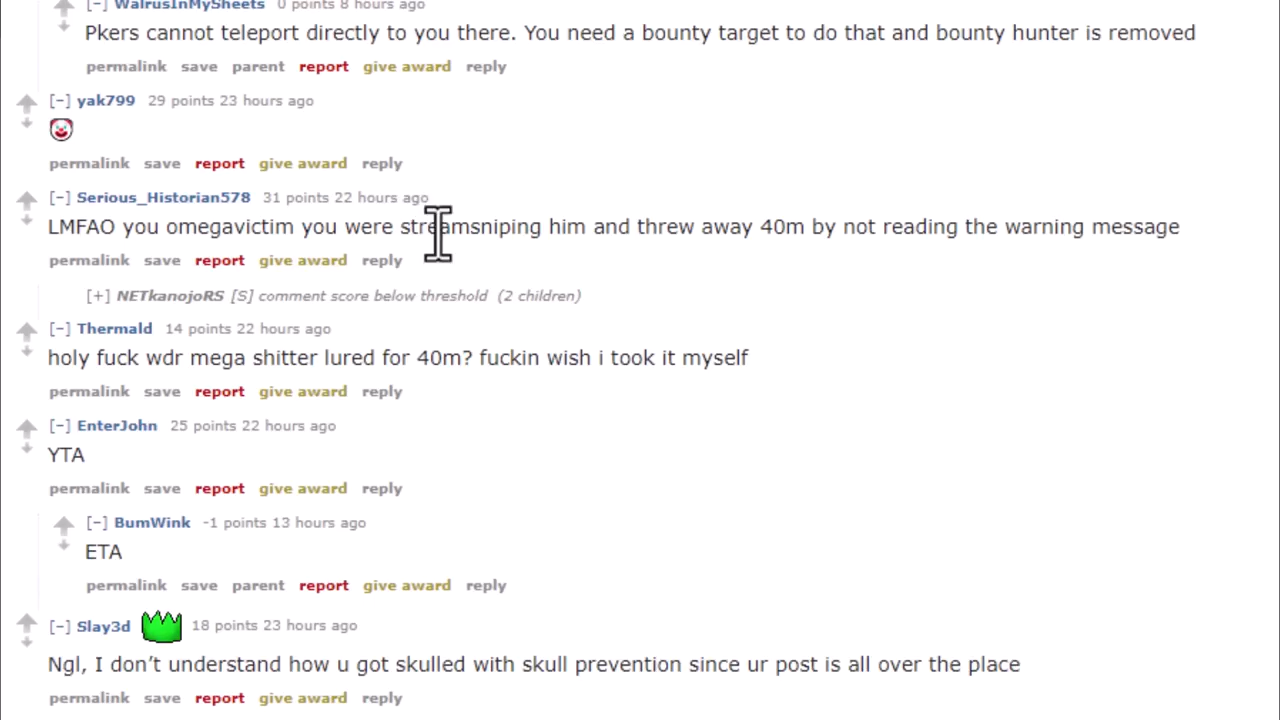 [–] WalrusInMySheets 0 points 8 hours ago
Pkers cannot teleport directly to you there. You need a bounty target to do that and bounty hunter is removed
permalink save parent report give award reply
[–] yak799 29 points 23 hours ago
permalink save report give award reply
[–] Serious_Historian578 31 points 22 hours ago
LMFAO you omegavictim you were streamsniping him and threw away 40m by not reading the warning message
permalink save report give award reply
[+] NETkanojoRS [S] comment score below threshold (2 children)
[–] Thermald 14 points 22 hours ago
holy fuck wdr mega shitter lured for 40m? fuckin wish i took it myself
permalink save report give award reply
[–] EnterJohn 25 points 22 hours ago
YTA
permalink save report give award reply
[–] BumWink -1 points 13 hours ago
ETA
permalink save parent report give award reply
[–] Slay3d 18 points 23 hours ago
Ngl, I don’t understand how u got skulled with skull prevention since ur post is all over the place
permalink save report give award reply